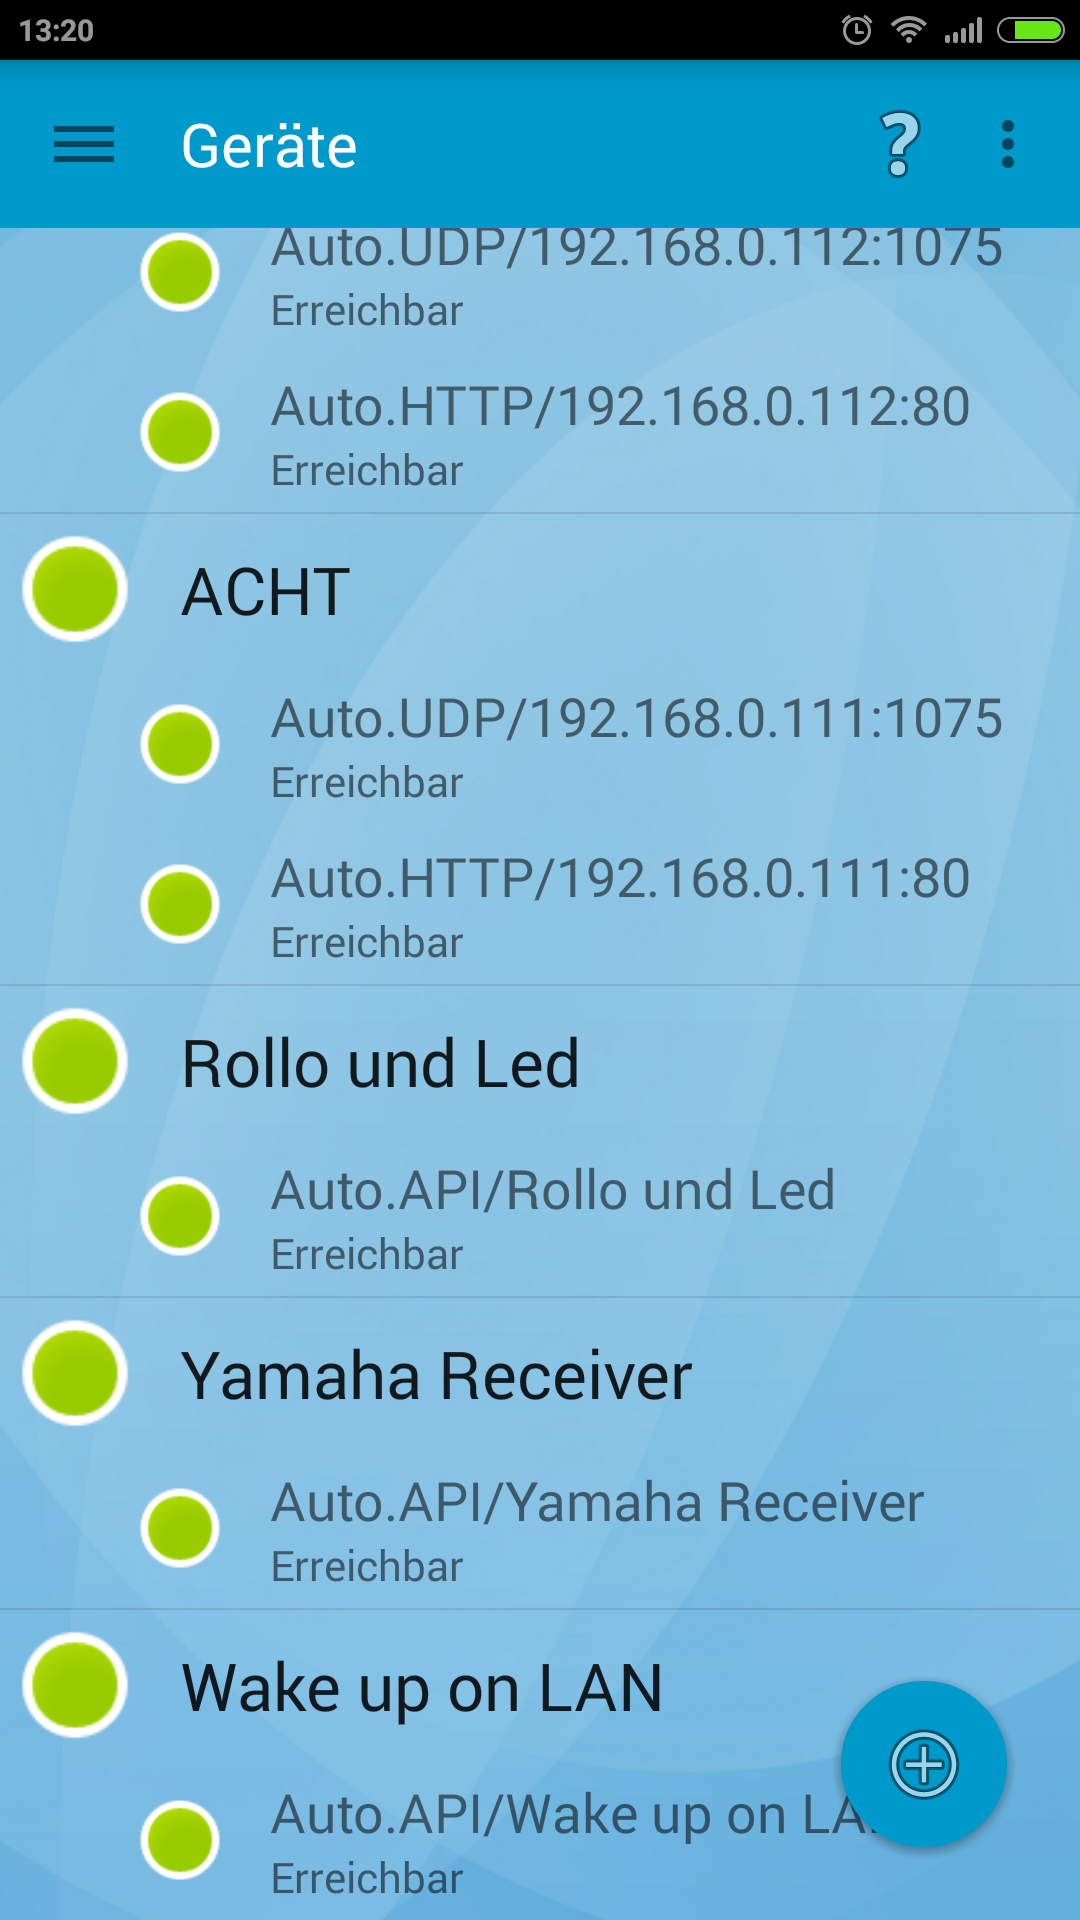 13:20
Geräte
Auto.UDP/192.168.0.112:1075
Erreichbar
Auto.HTTP/192.168.0.112:80
Erreichbar
ACHT
Auto.UDP/192.168.0.111:1075
Erreichbar
Auto.HTTP/192.168.0.111:80
Erreichbar
Rollo und Led
Auto.API/Rollo und Led
Erreichbar
Yamaha Receiver
Auto.API/Yamaha Receiver
Erreichbar
Wake up on LAN
Auto.API/Wake up on
Erreichbar